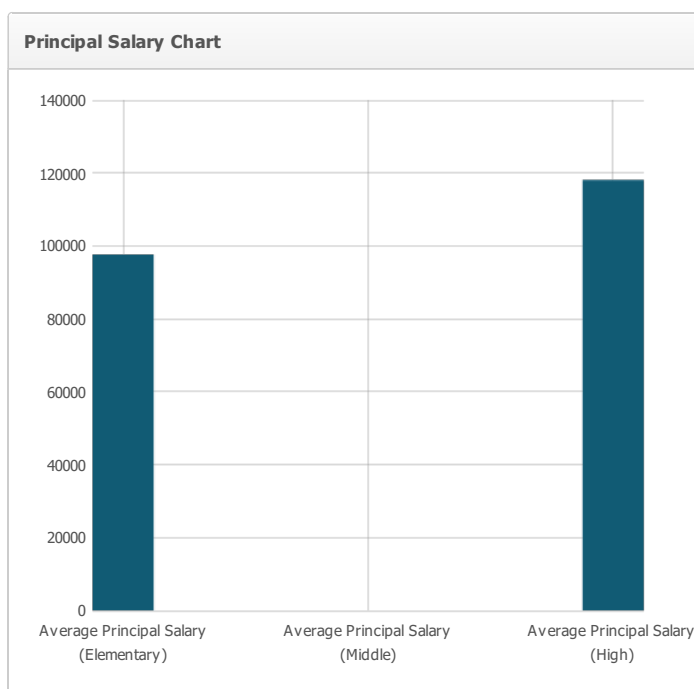 Principal Salary Chart
140000
120000
100000
80000
60000
40000
20000
0
Average Principal Salary
(Elementary)
Average Principal Salary
(Middle)
Average Principal Salary
(High)